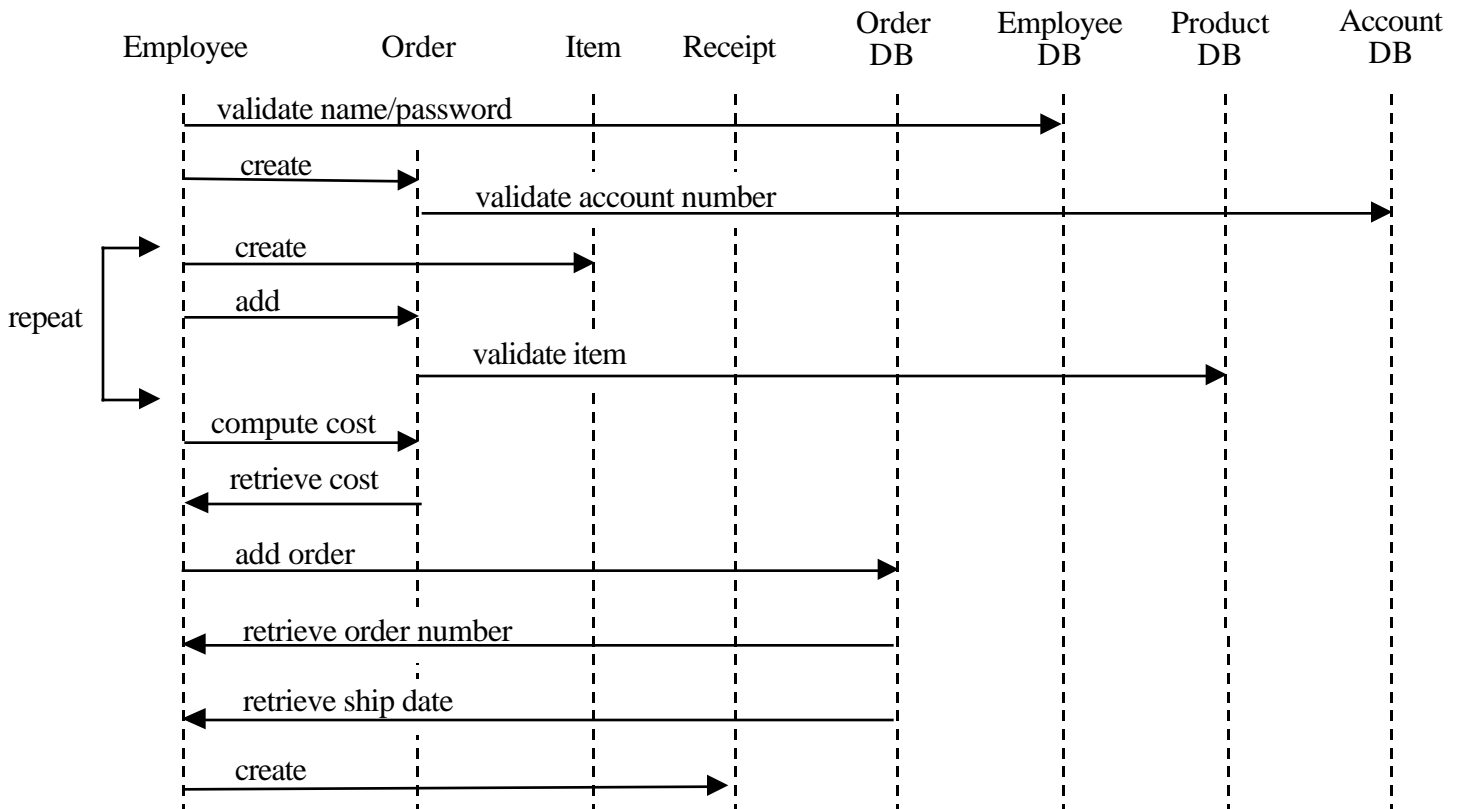 Employee
Order
Item
Receipt
Order
DB
Employee
DB
Product
DB
Account
DB
validate name/password
create
validate account number
create
add
repeat
validate item
compute cost
retrieve cost
add order
retrieve order number
retrieve ship date
create